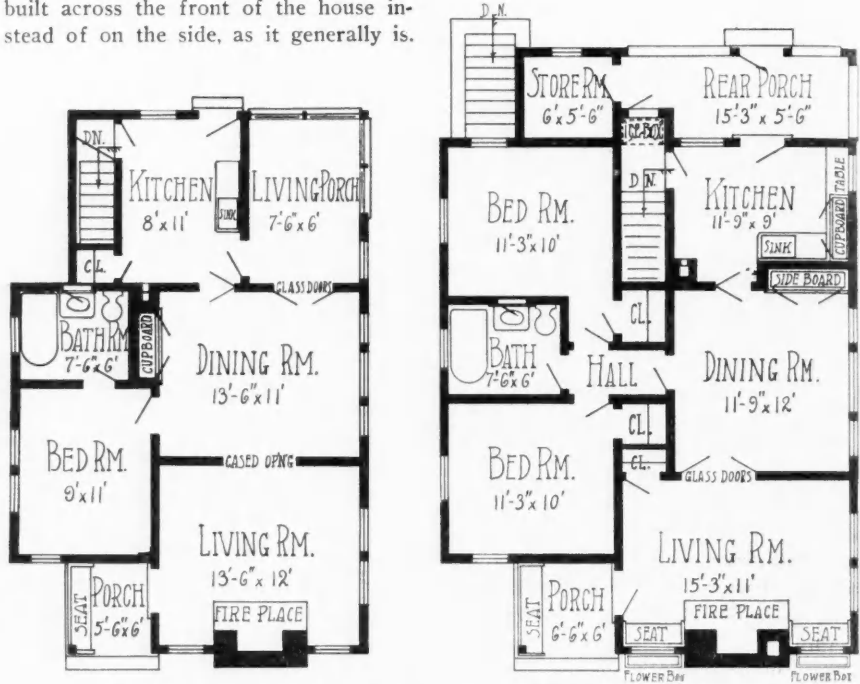 built across the front of the house in-
stead of on the side, as it generally is.
DN.
KITCHEN
8'x11'
SINK
LIVING PORCH
7'-6"x6'
CL.
GLASS DOORS
BATH RM
7'-6"x6'
CUPBOARD
DINING RM.
13'-6"x11'
BED RM.
9'x11'
CASED OP'NG
LIVING RM.
13'-6"x12'
FIRE PLACE
SEAT
PORCH
5'-6"x6'
DN.
STORE RM.
6'x5'-6"
REAR PORCH
15'-3"x5'-6"
ICE BOX
DN.
BED RM.
11'-3"x10'
KITCHEN
11'-9"x9'
TABLE
CUPBOARD
SINK
SIDE BOARD
CL.
BATH
7'-6"x6'
HALL
DINING RM.
11'-9"x12'
CL.
CL.
GLASS DOORS
BED RM.
11'-3"x10'
LIVING RM.
15'-3"x11'
FIRE PLACE
SEAT
SEAT
SEAT
PORCH
6'-6"x6'
FLOWER BOX
FLOWER BOX